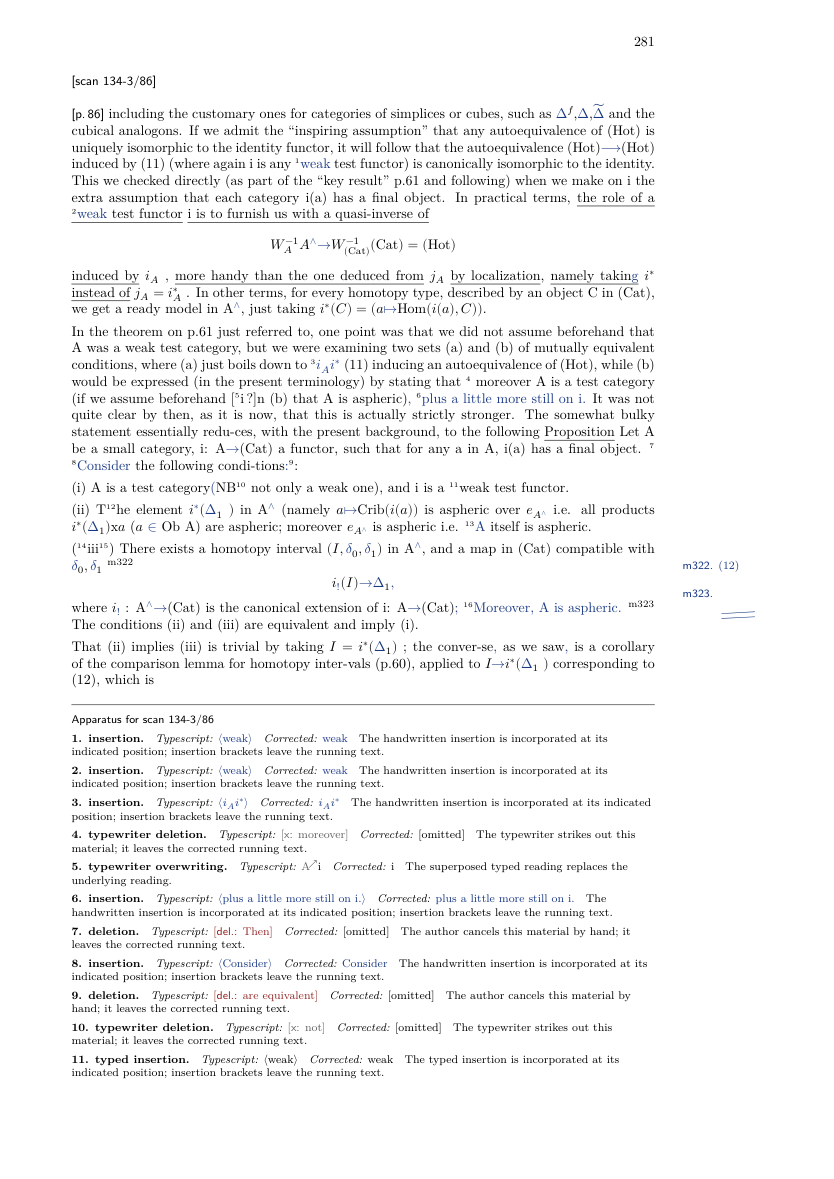 281
[scan 134-3/86]
[p. 86] including the customary ones for categories of simplices or cubes, such as Δᶠ,Δ,Δ̃ and the
cubical analogons. If we admit the “inspiring assumption” that any autoequivalence of (Hot) is
uniquely isomorphic to the identity functor, it will follow that the autoequivalence (Hot)⟶(Hot)
induced by (11) (where again i is any ¹weak test functor) is canonically isomorphic to the identity.
This we checked directly (as part of the “key result” p.61 and following) when we make on i the
extra assumption that each category i(a) has a final object. In practical terms, the role of a
²weak test functor i is to furnish us with a quasi-inverse of
W_A^{-1}A^∧→W_{(Cat)}^{-1}(Cat) = (Hot)
induced by i_A , more handy than the one deduced from j_A by localization, namely taking i*
instead of j_A = i_A^* . In other terms, for every homotopy type, described by an object C in (Cat),
we get a ready model in A^∧, just taking i*(C) = (a↦Hom(i(a), C)).
In the theorem on p.61 just referred to, one point was that we did not assume beforehand that
A was a weak test category, but we were examining two sets (a) and (b) of mutually equivalent
conditions, where (a) just boils down to ³i_A i* (11) inducing an autoequivalence of (Hot), while (b)
would be expressed (in the present terminology) by stating that ⁴ moreover A is a test category
(if we assume beforehand [⁵i ?]n (b) that A is aspheric), ⁶plus a little more still on i. It was not
quite clear by then, as it is now, that this is actually strictly stronger. The somewhat bulky
statement essentially redu-ces, with the present background, to the following Proposition Let A
be a small category, i: A→(Cat) a functor, such that for any a in A, i(a) has a final object. ⁷
⁸Consider the following condi-tions:⁹:
(i) A is a test category(NB¹⁰ not only a weak one), and i is a ¹¹weak test functor.
(ii) T¹²he element i*(Δ₁ ) in A^∧ (namely a↦Crib(i(a)) is aspheric over e_{A^∧} i.e. all products
i*(Δ₁)xa (a ∈ Ob A) are aspheric; moreover e_{A^∧} is aspheric i.e. ¹³A itself is aspheric.
(¹⁴iii¹⁵) There exists a homotopy interval (I, δ₀, δ₁) in A^∧, and a map in (Cat) compatible with
δ₀, δ₁ m322
m322. (12)
i_!(I)→Δ₁,
m323.
where i_! : A^∧→(Cat) is the canonical extension of i: A→(Cat); ¹⁶Moreover, A is aspheric. m323
The conditions (ii) and (iii) are equivalent and imply (i).
That (ii) implies (iii) is trivial by taking I = i*(Δ₁ ) ; the conver-se, as we saw, is a corollary
of the comparison lemma for homotopy inter-vals (p.60), applied to I→i*(Δ₁ ) corresponding to
(12), which is
Apparatus for scan 134-3/86
1. insertion. Typescript: ⟨weak⟩ Corrected: weak The handwritten insertion is incorporated at its
indicated position; insertion brackets leave the running text.
2. insertion. Typescript: ⟨weak⟩ Corrected: weak The handwritten insertion is incorporated at its
indicated position; insertion brackets leave the running text.
3. insertion. Typescript: ⟨i_A i*⟩ Corrected: i_A i* The handwritten insertion is incorporated at its indicated
position; insertion brackets leave the running text.
4. typewriter deletion. Typescript: [x: moreover] Corrected: [omitted] The typewriter strikes out this
material; it leaves the corrected running text.
5. typewriter overwriting. Typescript: A↗i Corrected: i The superposed typed reading replaces the
underlying reading.
6. insertion. Typescript: ⟨plus a little more still on i.⟩ Corrected: plus a little more still on i. The
handwritten insertion is incorporated at its indicated position; insertion brackets leave the running text.
7. deletion. Typescript: [del.: Then] Corrected: [omitted] The author cancels this material by hand; it
leaves the corrected running text.
8. insertion. Typescript: ⟨Consider⟩ Corrected: Consider The handwritten insertion is incorporated at its
indicated position; insertion brackets leave the running text.
9. deletion. Typescript: [del.: are equivalent] Corrected: [omitted] The author cancels this material by
hand; it leaves the corrected running text.
10. typewriter deletion. Typescript: [x: not] Corrected: [omitted] The typewriter strikes out this
material; it leaves the corrected running text.
11. typed insertion. Typescript: ⟨weak⟩ Corrected: weak The typed insertion is incorporated at its
indicated position; insertion brackets leave the running text.